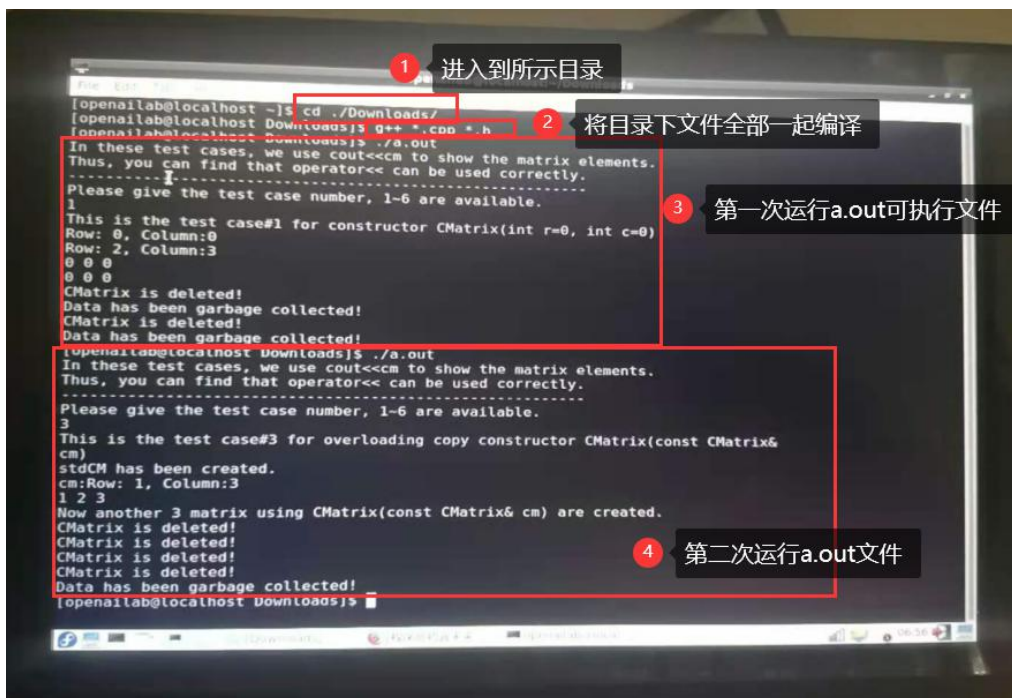 1 进入到所示目录
File Edit
[openailab@localhost ~]$ cd ./Downloads/
[openailab@localhost Downloads]$ g++ *.cpp *.h
2 将目录下文件全部一起编译
[openailab@localhost Downloads]$ ./a.out
In these test cases, we use cout<<cm to show the matrix elements.
Thus, you can find that operator<< can be used correctly.
------------------------------------------------------------
Please give the test case number, 1~6 are available.
1
3 第一次运行a.out可执行文件
This is the test case#1 for constructor CMatrix(int r=0, int c=0)
Row: 0, Column:0
Row: 2, Column:3
0 0 0
0 0 0
CMatrix is deleted!
Data has been garbage collected!
CMatrix is deleted!
Data has been garbage collected!
[openailab@localhost Downloads]$ ./a.out
In these test cases, we use cout<<cm to show the matrix elements.
Thus, you can find that operator<< can be used correctly.
------------------------------------------------------------
Please give the test case number, 1~6 are available.
3
This is the test case#3 for overloading copy constructor CMatrix(const CMatrix&
cm)
stdCM has been created.
cm:Row: 1, Column:3
1 2 3
Now another 3 matrix using CMatrix(const CMatrix& cm) are created.
CMatrix is deleted!
CMatrix is deleted!
4 第二次运行a.out文件
CMatrix is deleted!
CMatrix is deleted!
Data has been garbage collected!
[openailab@localhost Downloads]$
06:56